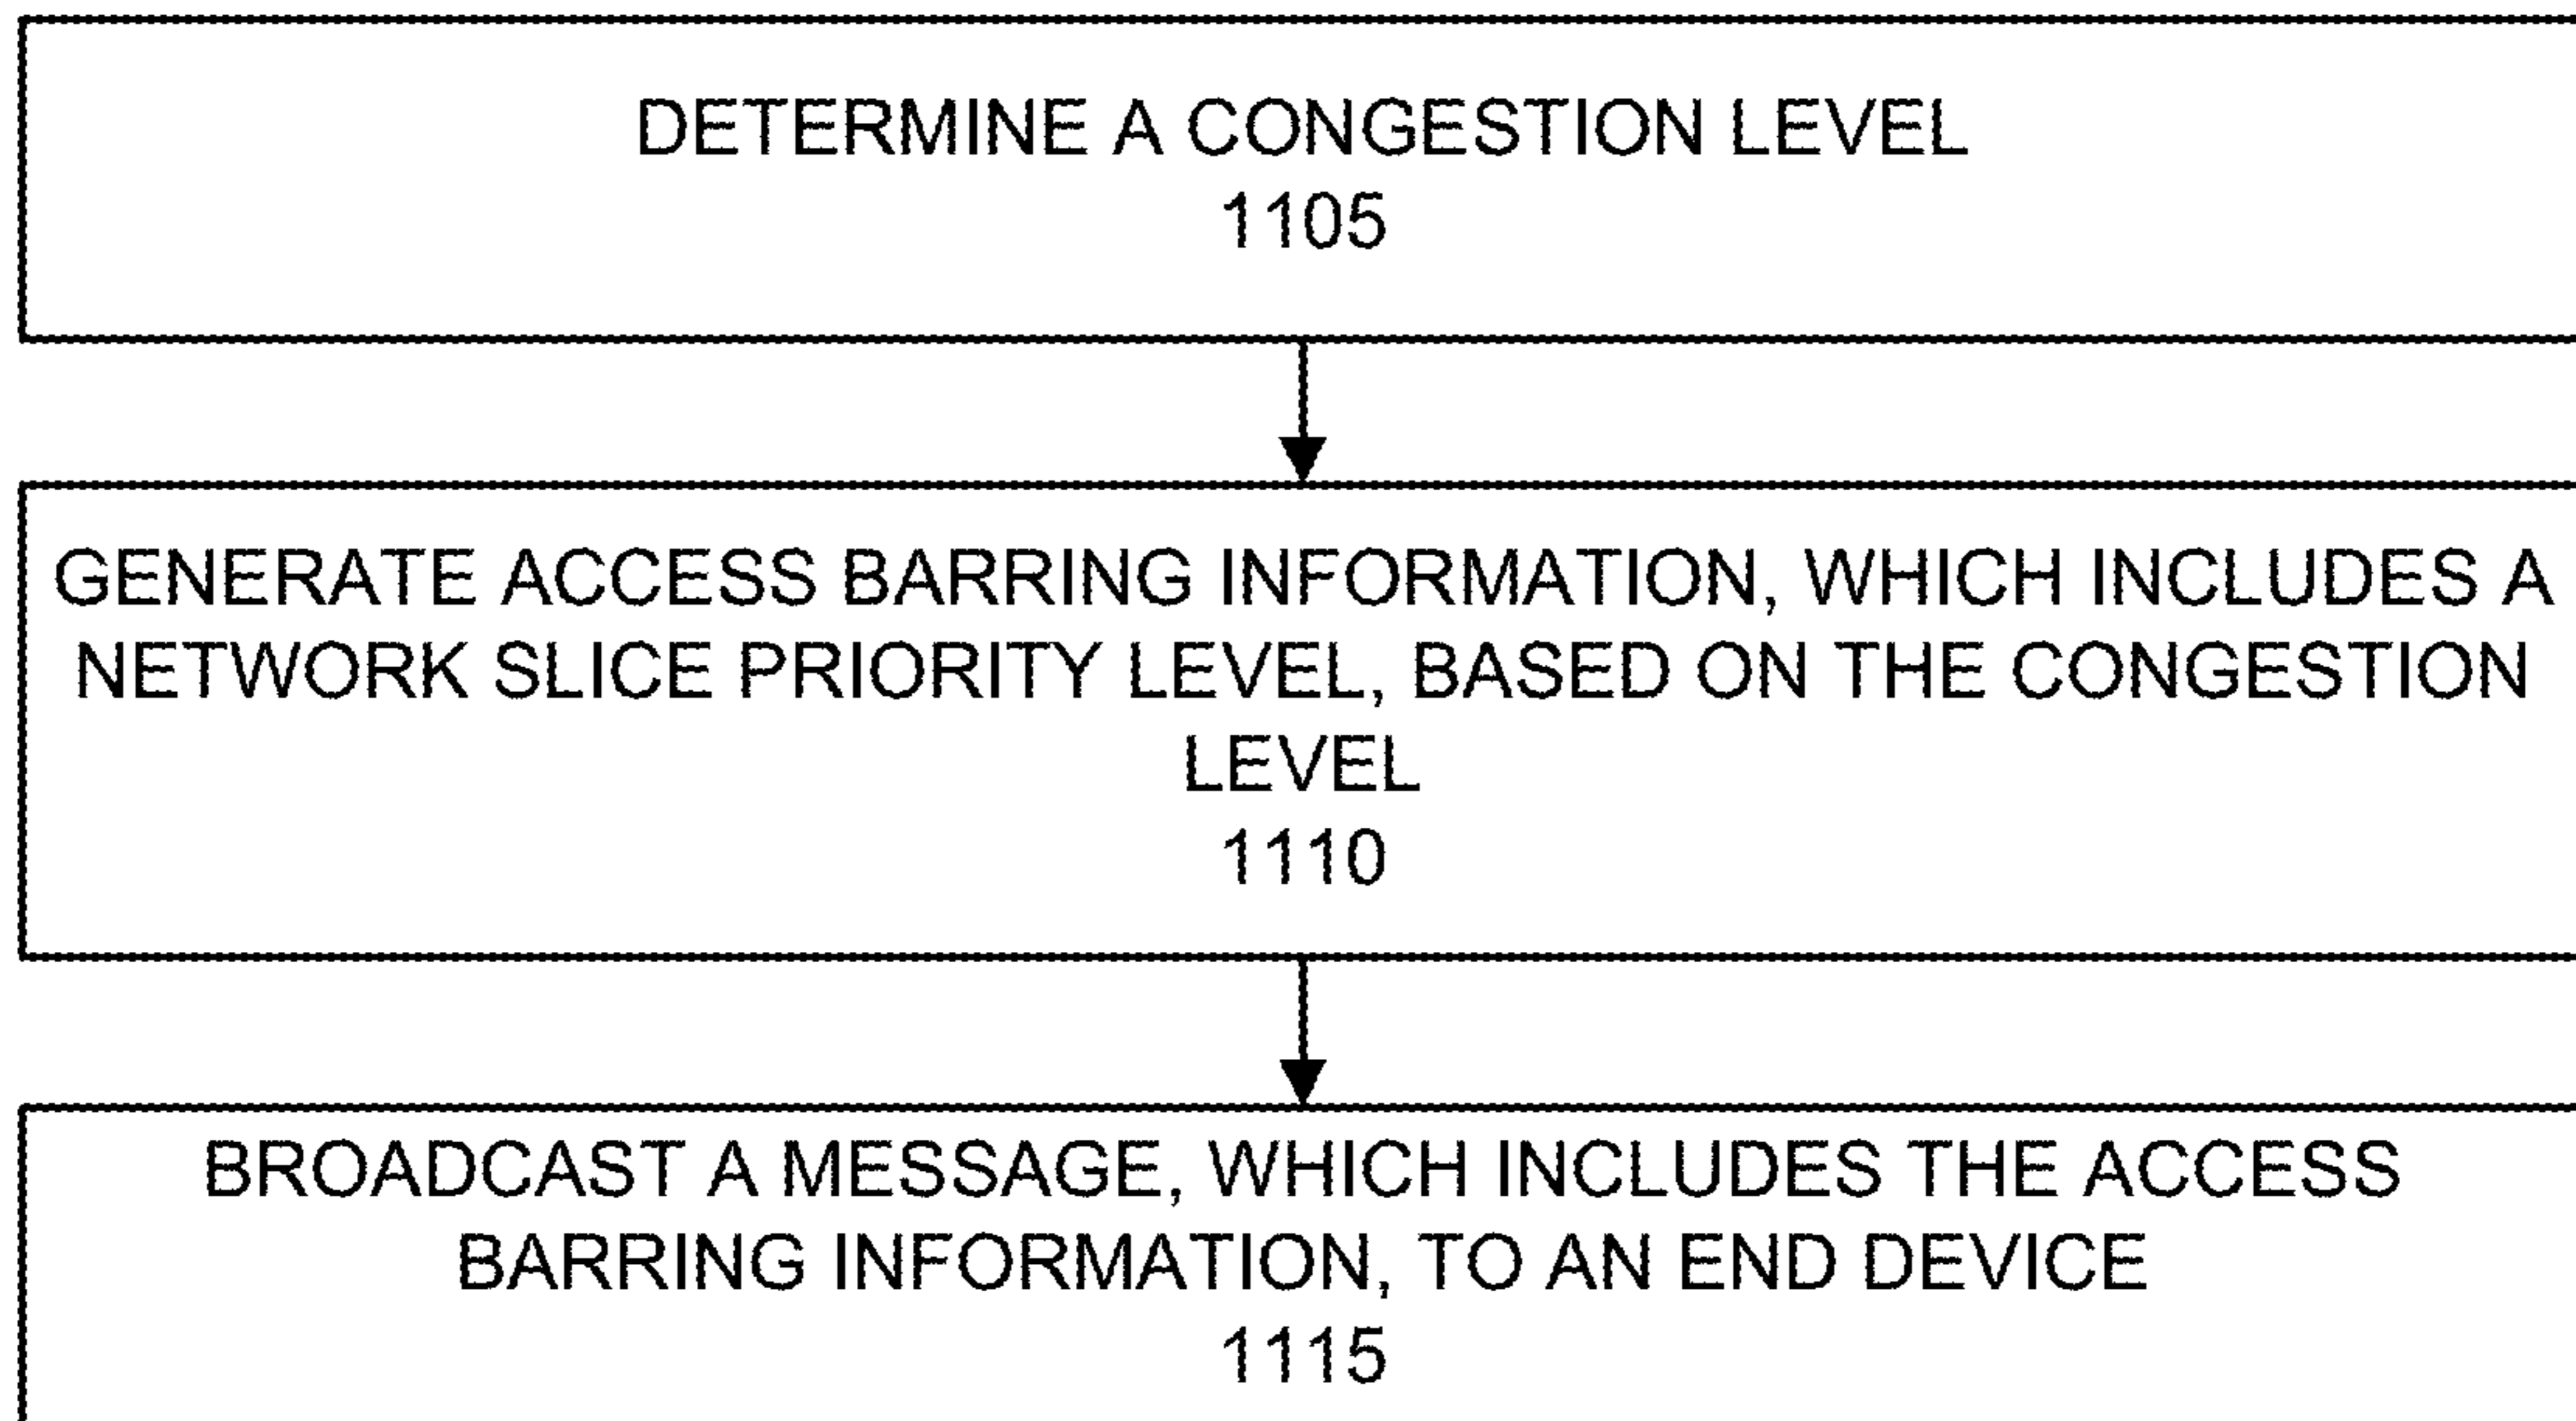 DETERMINE A CONGESTION LEVEL
1105
GENERATE ACCESS BARRING INFORMATION, WHICH INCLUDES A
NETWORK SLICE PRIORITY LEVEL, BASED ON THE CONGESTION
LEVEL
1110
BROADCAST A MESSAGE, WHICH INCLUDES THE ACCESS
BARRING INFORMATION, TO AN END DEVICE
1115